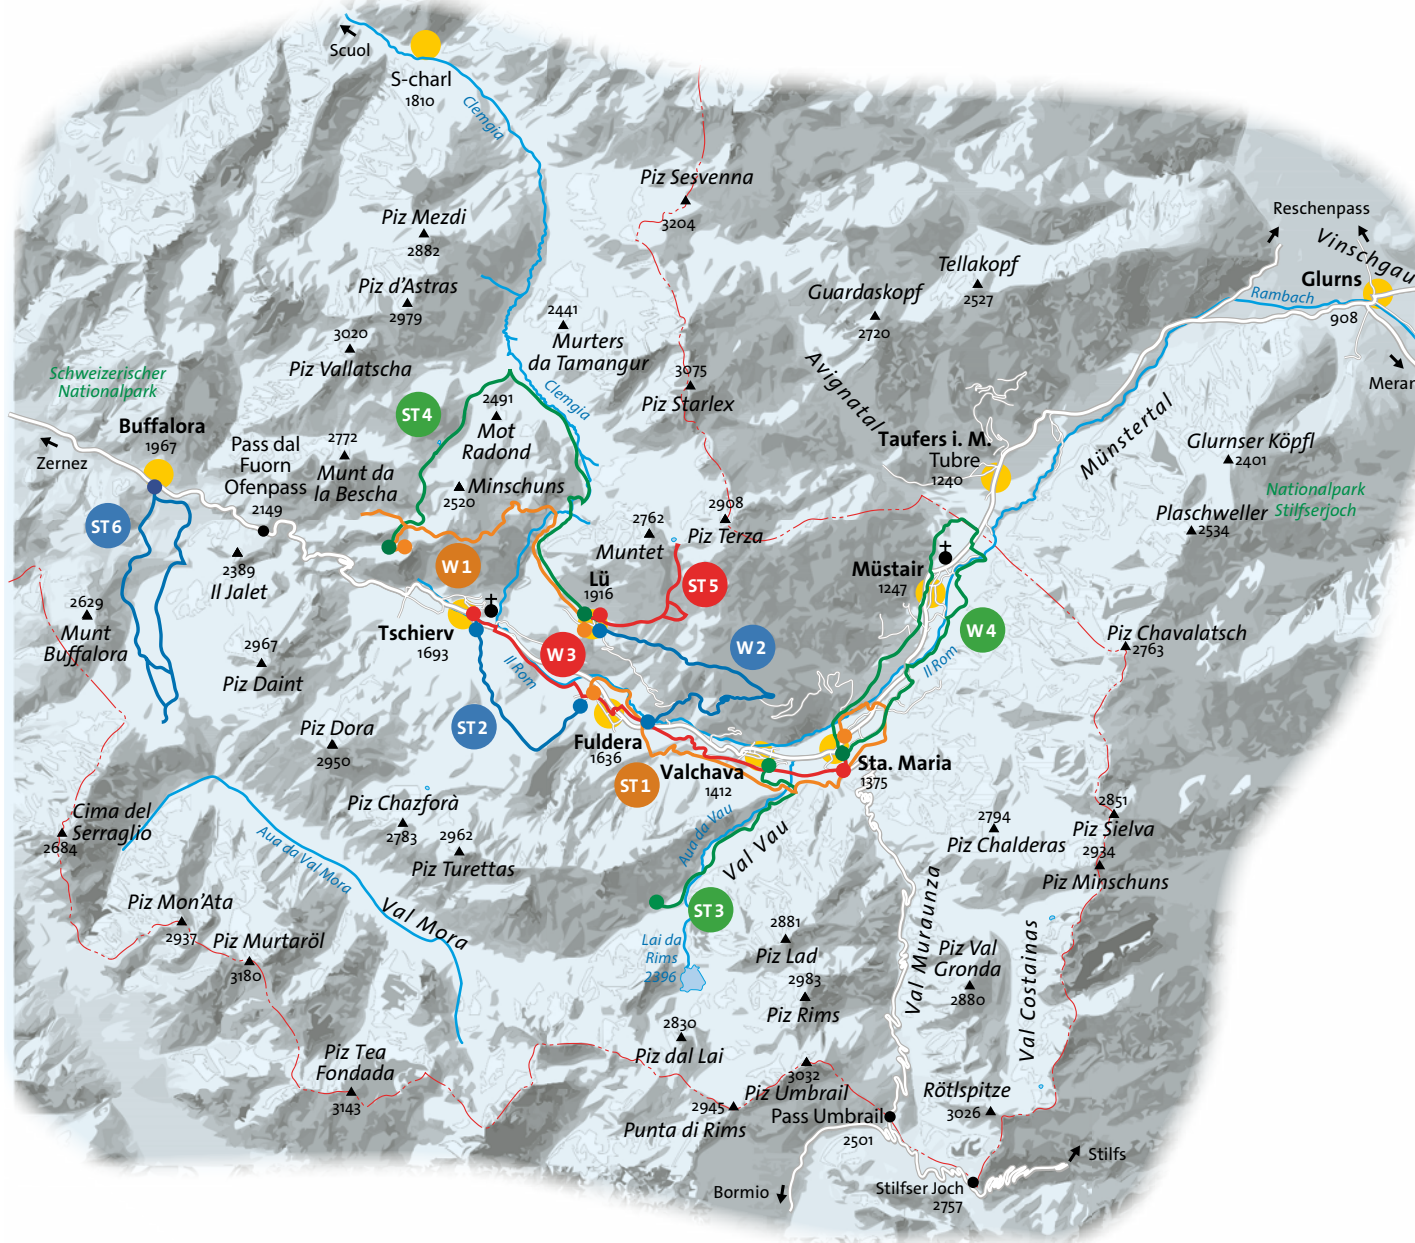 Scuol
S-charl
1810
Clemgia
Piz Sesvenna
3204
Piz Mezdi
2882
Reschenpass
Vinschgau
Glurns
Rambach
908
Meran
Tellakopf
2527
Guardaskopf
2720
Piz d'Astras
2979
2441
Murters
da Tamangur
3020
Piz Vallatscha
Schweizerischer
Nationalpark
Clemgia
3075
Piz Starlex
Avignatal
Münstertal
ST 4
2491
Mot
Radond
Buffalora
1967
Zernez
Pass dal
Fuorn
Ofenpass
2149
2772
Munt da
la Bescha
Minschuns
2520
Taufers i. M.
Tubre
1240
Glurnser Köpfl
2401
Nationalpark
Stilfserjoch
Plaschweller
2534
ST 6
2908
Piz Terza
2762
Muntet
2389
Il Jalet
W 1
Lü
1916
ST 5
Müstair
1247
2629
Munt
Buffalora
Tschierv
1693
W 3
W 2
W 4
Piz Chavalatsch
2763
2967
Piz Daint
Il Rom
Il Rom
Piz Dora
2950
ST 2
Fuldera
1636
Valchava
1412
Sta. Maria
1375
ST 1
Cima del
Serraglio
2684
Piz Chazforà
2783
2962
Piz Turettas
Aua da Val Mora
Aua da Vau
Val Vau
2794
Piz Chalderas
2851
Piz Sielva
2934
Piz Minschuns
Piz Mon'Ata
2937
Piz Murtaröl
3180
Val Mora
ST 3
Lai da
Rims
2396
2881
Piz Lad
2983
Piz Rims
Val Muraunza
Piz Val
Gronda
2880
Val Costainas
2830
Piz dal Lai
Piz Tea
Fondada
3143
3032
Piz Umbrail
2945
Punta di Rims
Pass Umbrail
2501
Rötlspitze
3026
Stilfs
Bormio
Stilfser Joch
2757